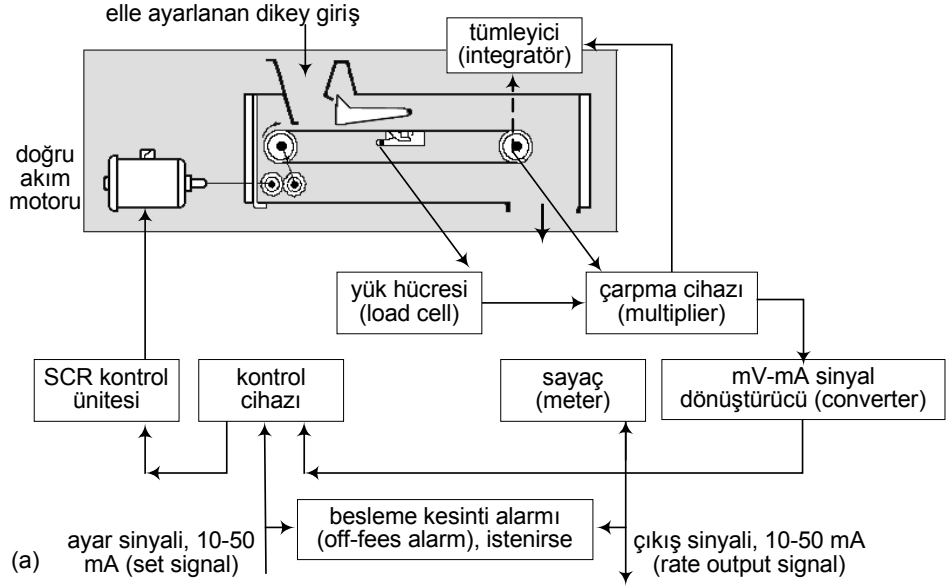 elle ayarlanan dikey giriş
tümleyici
(integratör)
doğru
akım
motoru
yük hücresi
(load cell)
çarpma cihazı
(multiplier)
SCR kontrol
ünitesi
kontrol
cihazı
sayaç
(meter)
mV-mA sinyal
dönüştürücü (converter)
besleme kesinti alarmı
(off-fees alarm), istenirse
(a)
ayar sinyali, 10-50
mA (set signal)
çıkış sinyali, 10-50 mA
(rate output signal)